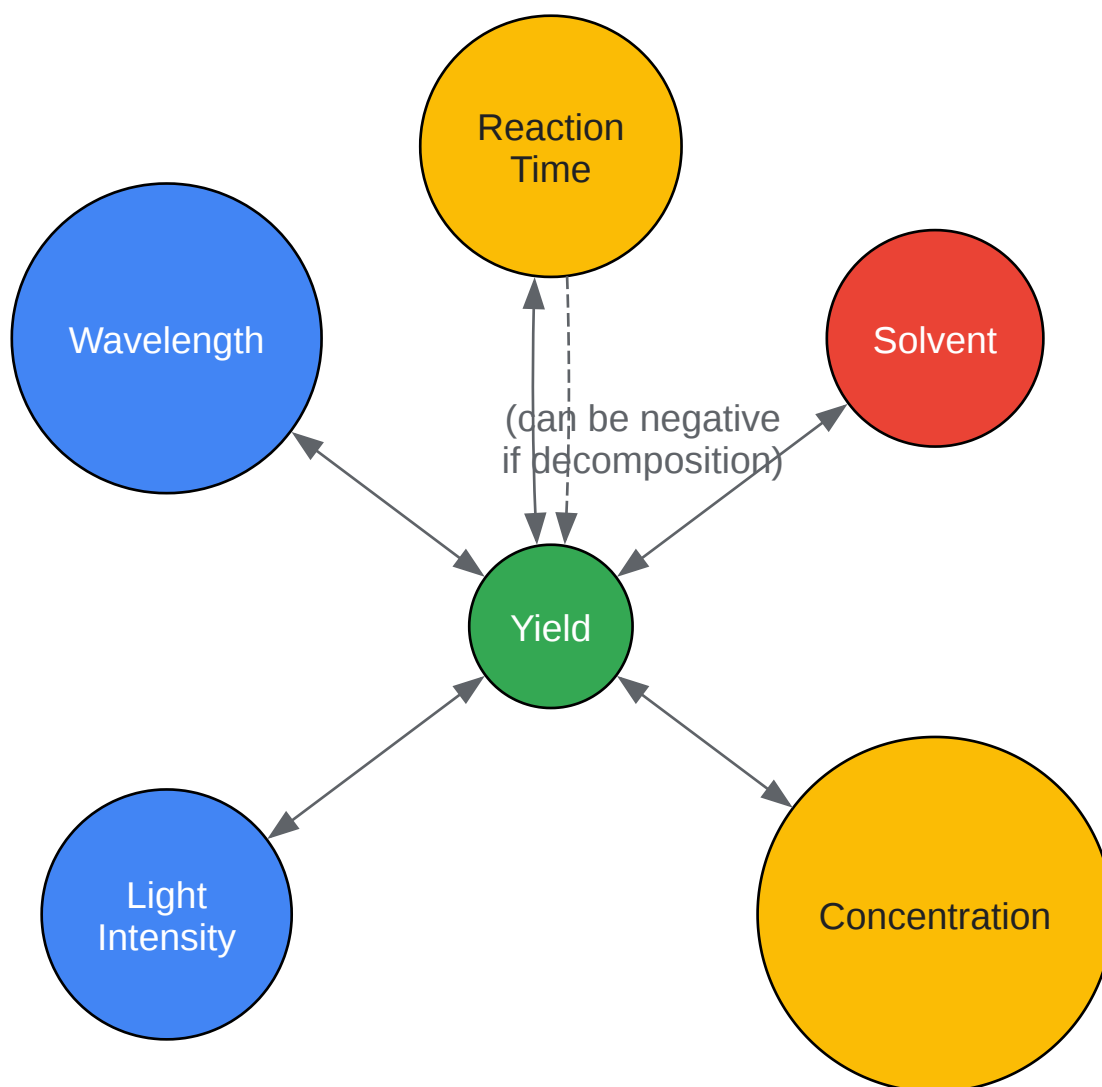 Reaction
Time
Wavelength
Solvent
(can be negative
if decomposition)
Yield
Light
Intensity
Concentration